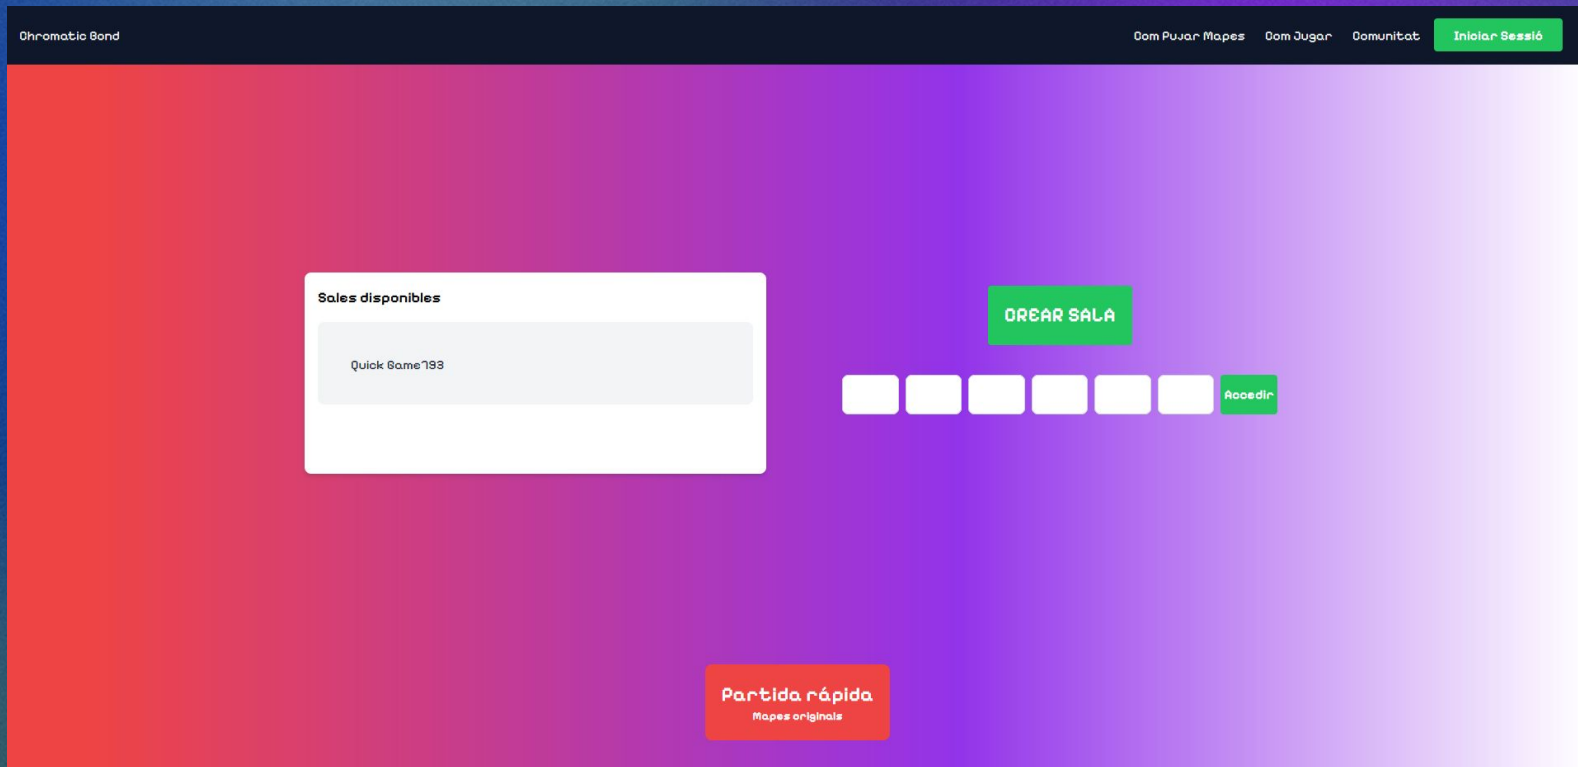 Chromatic Bond
Com Pujar Mapes
Com Jugar
Comunitat
Iniciar Sessió
Sales disponibles
Quick Game793
CREAR SALA
Accedir
Partida rápida
Mapes originals